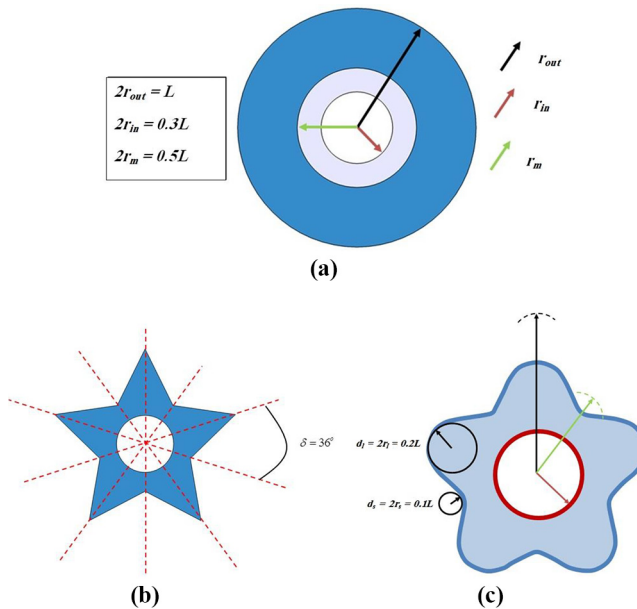 2r_out = L
2r_in = 0.3L
2r_m = 0.5L
r_out
r_in
r_m
(a)
δ = 36°
d_l = 2r_l = 0.2L
d_s = 2r_s = 0.1L
(b)
(c)